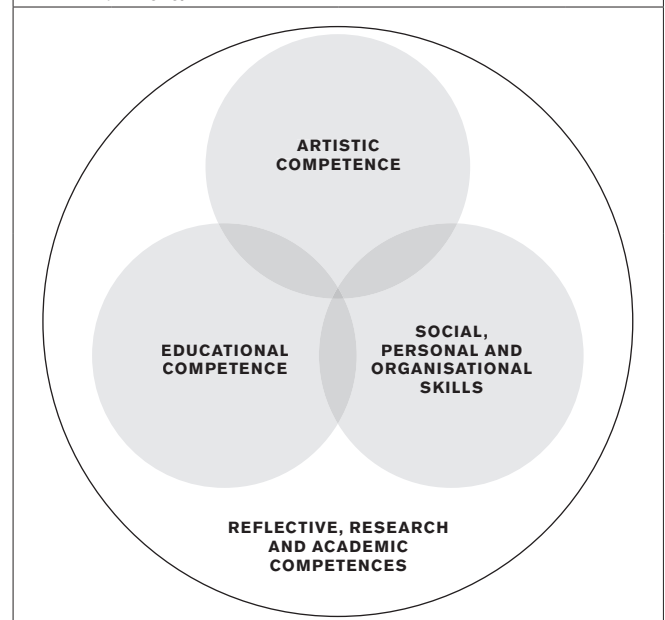 ARTISTIC
COMPETENCE
EDUCATIONAL
COMPETENCE
SOCIAL,
PERSONAL AND
ORGANISATIONAL
SKILLS
REFLECTIVE, RESEARCH
AND ACADEMIC
COMPETENCES